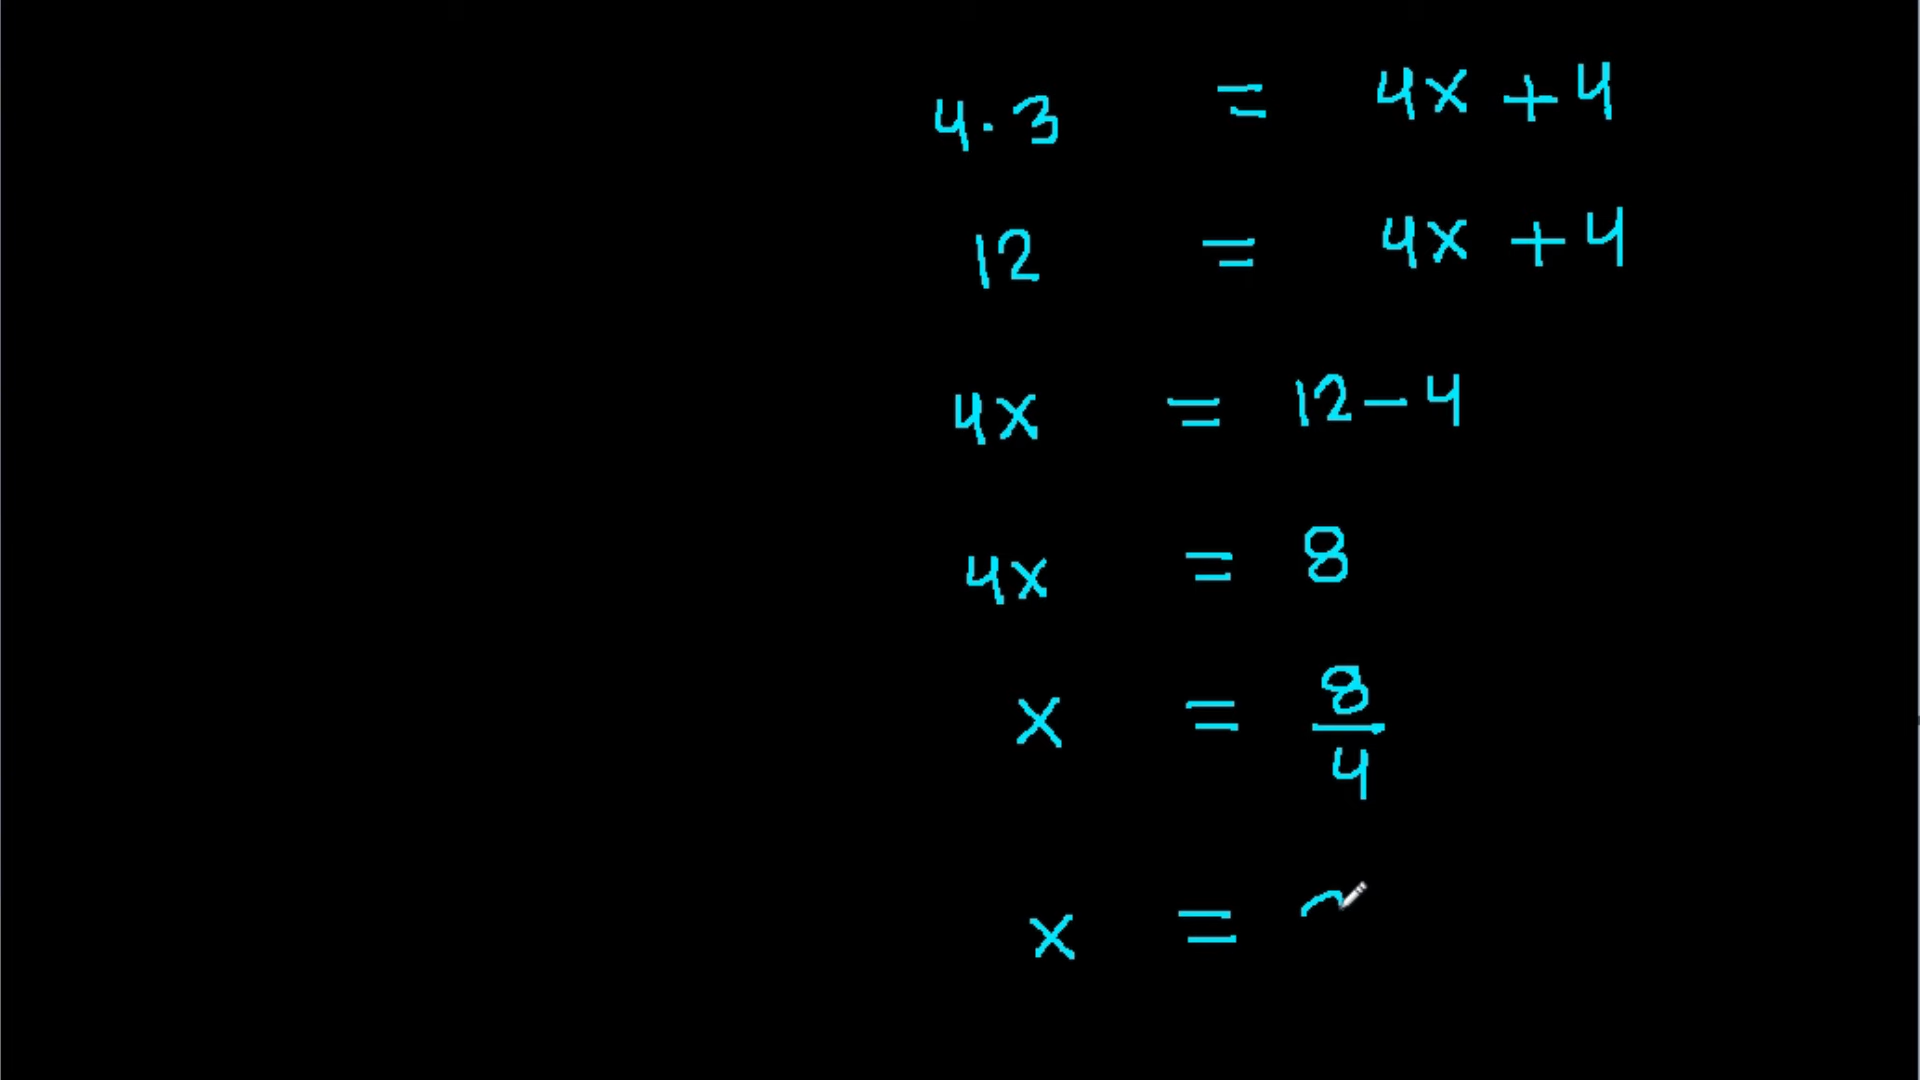 4 · 3 = 4x + 4
12 = 4x + 4
4x = 12 - 4
4x = 8
x = 8/4
x =